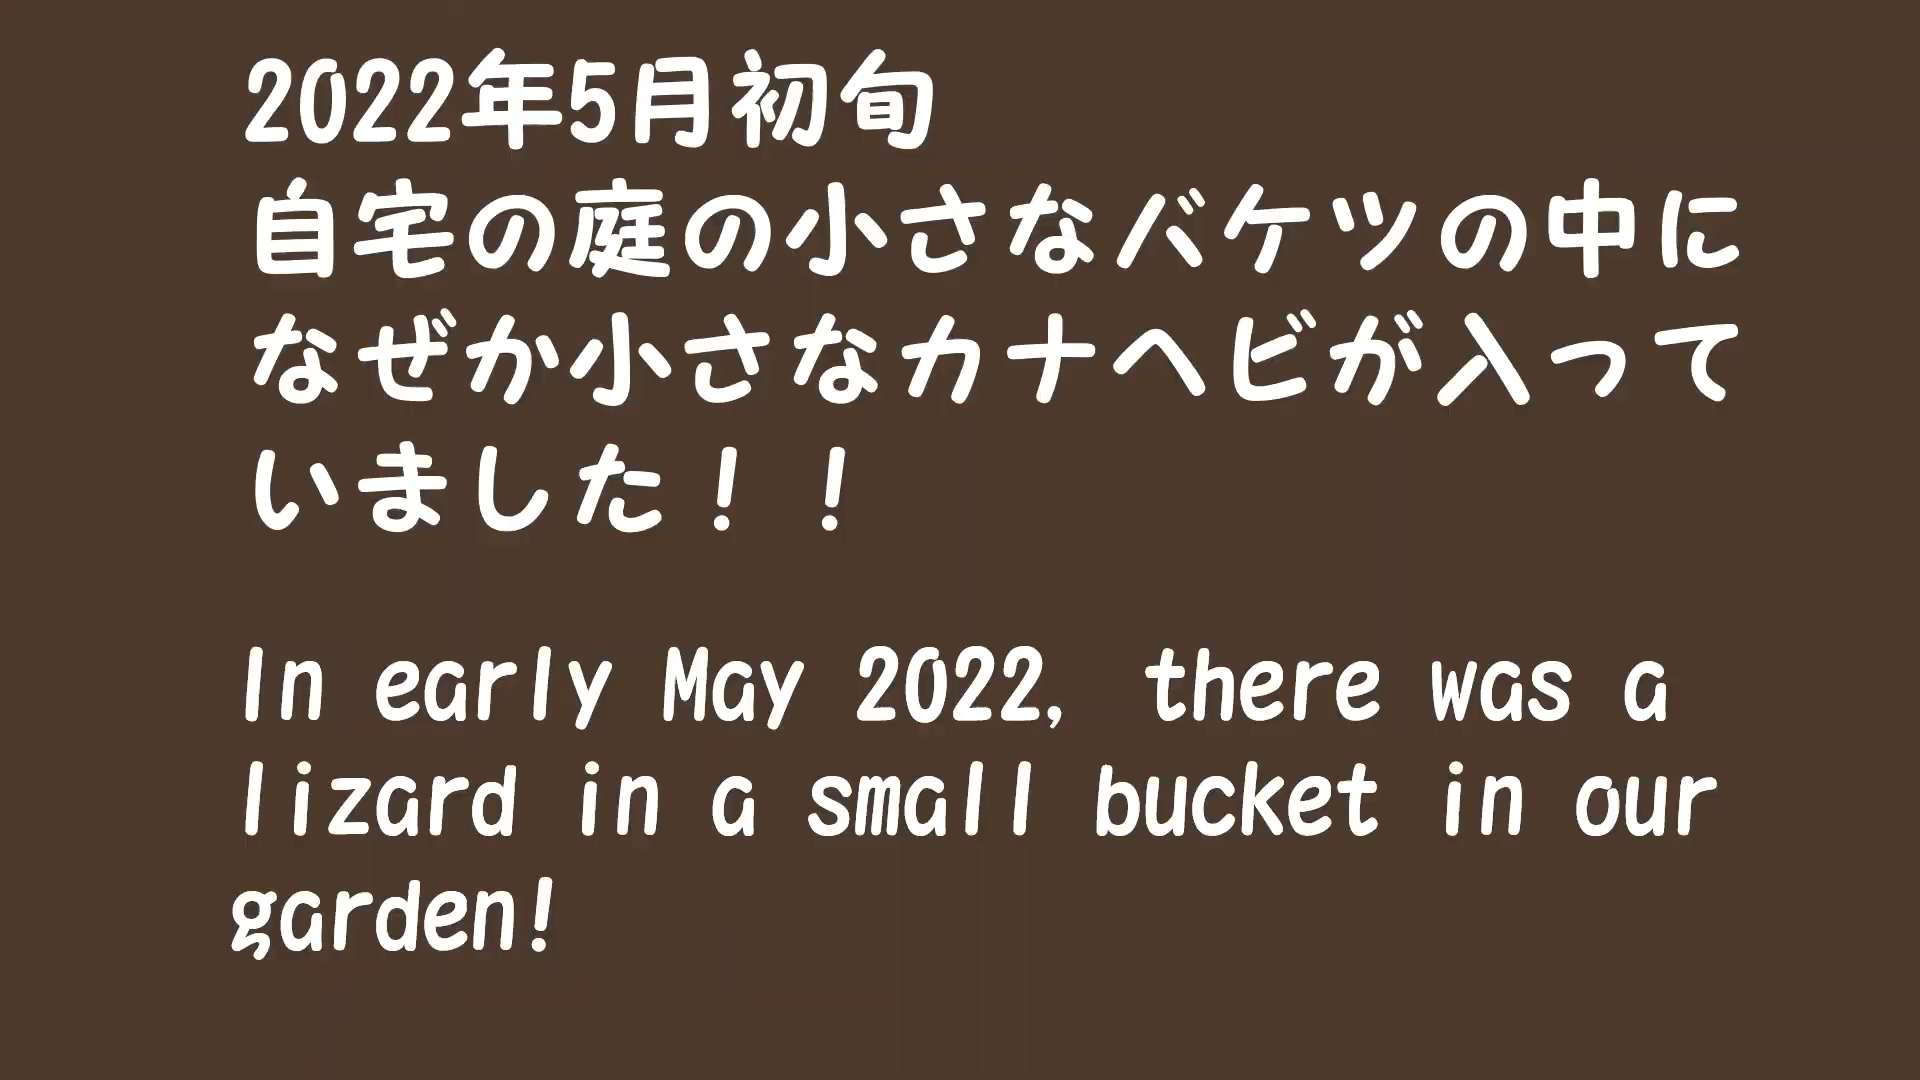 2022年5月初旬
自宅の庭の小さなバケツの中に
なぜか小さなカナヘビが入って
いました！！
In early May 2022, there was a
lizard in a small bucket in our
garden!